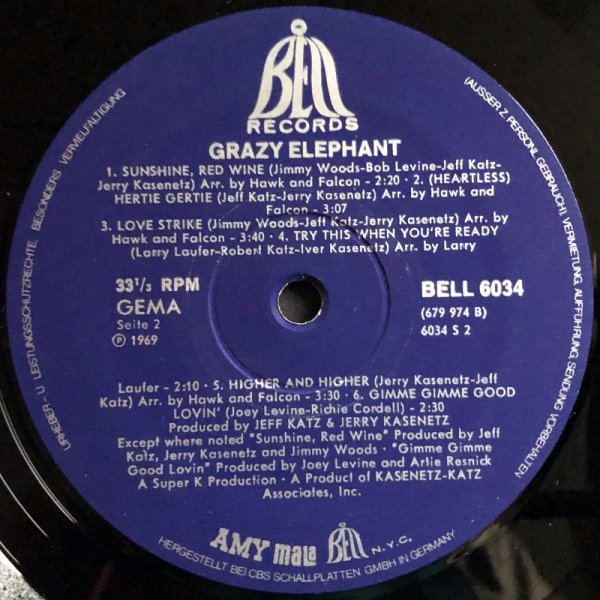 BELL
RECORDS
GRAZY ELEPHANT
1. SUNSHINE, RED WINE (Jimmy Woods-Bob Levine-Jeff Katz-
Jerry Kasenetz) Arr. by Hawk and Falcon - 2:20 · 2. (HEARTLESS)
HERTIE GERTIE (Jeff Katz-Jerry Kasenetz) Arr. by Hawk and
Falcon - 3:07
3. LOVE STRIKE (Jimmy Woods-Jeff Katz-Jerry Kasenetz) Arr. by
Hawk and Falcon - 3:40 · 4. TRY THIS WHEN YOU'RE READY
(Larry Laufer-Robert Katz-Iver Kasenetz) Arr. by Larry
33 1/3 RPM
GEMA
Seite 2
℗ 1969
BELL 6034
(679 974 B)
6034 S 2
Laufer - 2:10 · 5. HIGHER AND HIGHER (Jerry Kasenetz-Jeff
Katz) Arr. by Hawk and Falcon - 3:30 · 6. GIMME GIMME GOOD
LOVIN' (Joey Levine-Richie Cordell) - 2:30
Produced by JEFF KATZ & JERRY KASENETZ
Except where noted "Sunshine, Red Wine" Produced by Jeff
Katz, Jerry Kasenetz and Jimmy Woods · "Gimme Gimme
Good Lovin" Produced by Joey Levine and Artie Resnick
A Super K Production · A Product of KASENETZ-KATZ
Associates, Inc.
AMY mala BELL N.Y.C.
URHEBER - U LEISTUNGSSCHUTZRECHTE BESONDERS VERVIELFÄLTIGUNG
(AUSSER Z. PERSÖNL. GEBRAUCH), VERMIETUNG, AUFFÜHRUNG, SENDUNG VORBEHALTEN
HERGESTELLT BEI CBS SCHALLPLATTEN GMBH IN GERMANY